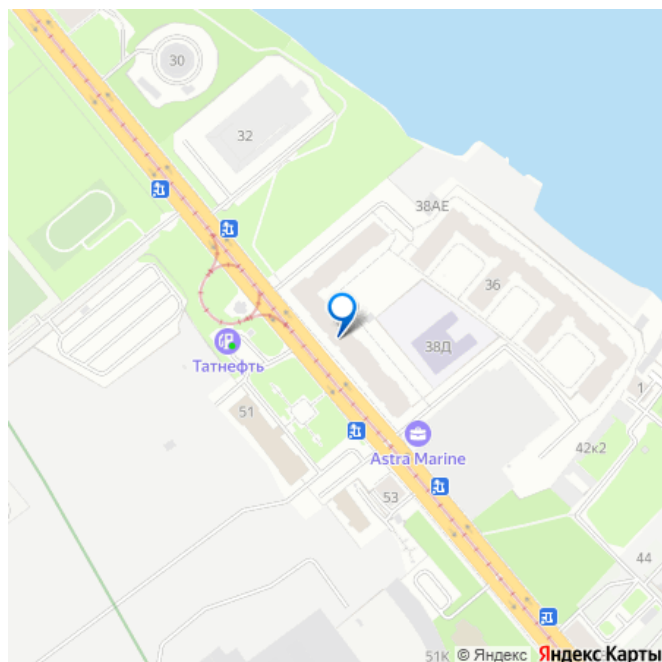 30
32
38АЕ
36
38Д
Татнефть
1
51
Astra Marine
42к2
53
44
51К
© Яндекс
Яндекс Карты